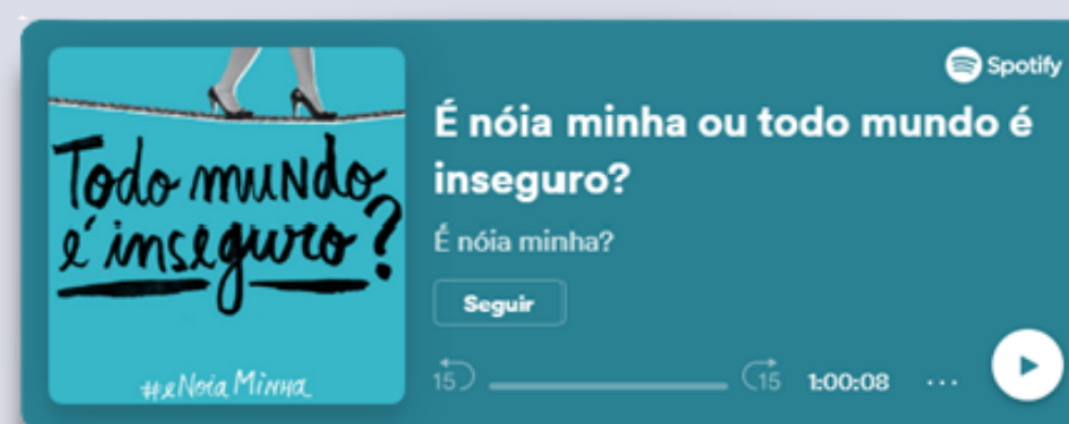 Todo mundo
é inseguro?
#éNoia Minha
Spotify
É nóia minha ou todo mundo é
inseguro?
É nóia minha?
Seguir
15
15
1:00:08